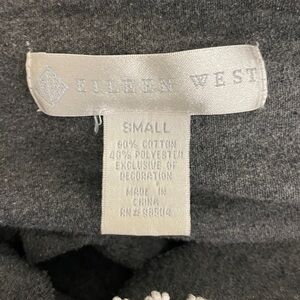 EILEEN WEST
SMALL
60% COTTON
40% POLYESTER
EXCLUSIVE OF
DECORATION
MADE IN
CHINA
RN# 88504